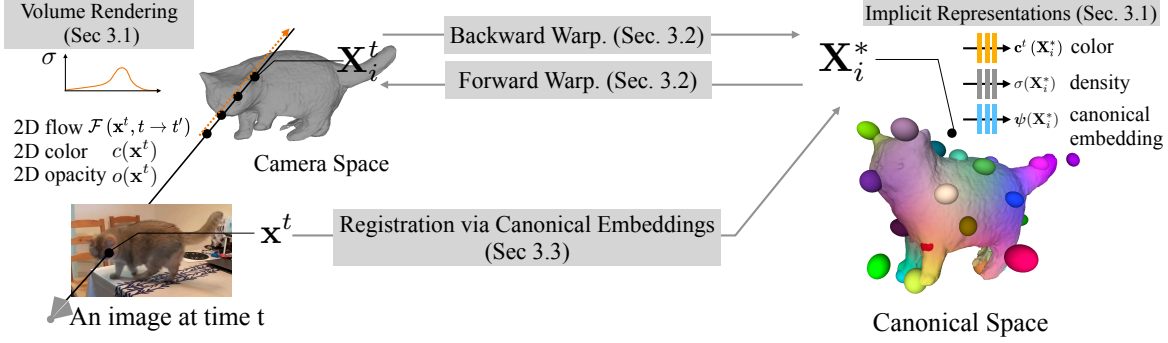 Volume Rendering
(Sec 3.1)
σ
2D flow F(x^t, t → t′)
2D color c(x^t)
2D opacity o(x^t)
X_i^t
Camera Space
Backward Warp. (Sec. 3.2)
Forward Warp. (Sec. 3.2)
X_i^*
Implicit Representations (Sec. 3.1)
c^t(X_i^*) color
σ(X_i^*) density
ψ(X_i^*) canonical
embedding
x^t
Registration via Canonical Embeddings
(Sec 3.3)
An image at time t
Canonical Space